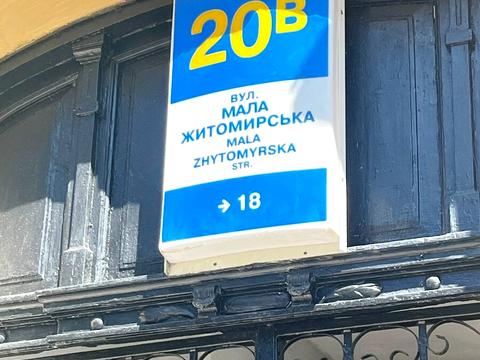 20В
ВУЛ.
МАЛА
ЖИТОМИРСЬКА
MALA
ZHYTOMYRSKA
STR.
→ 18